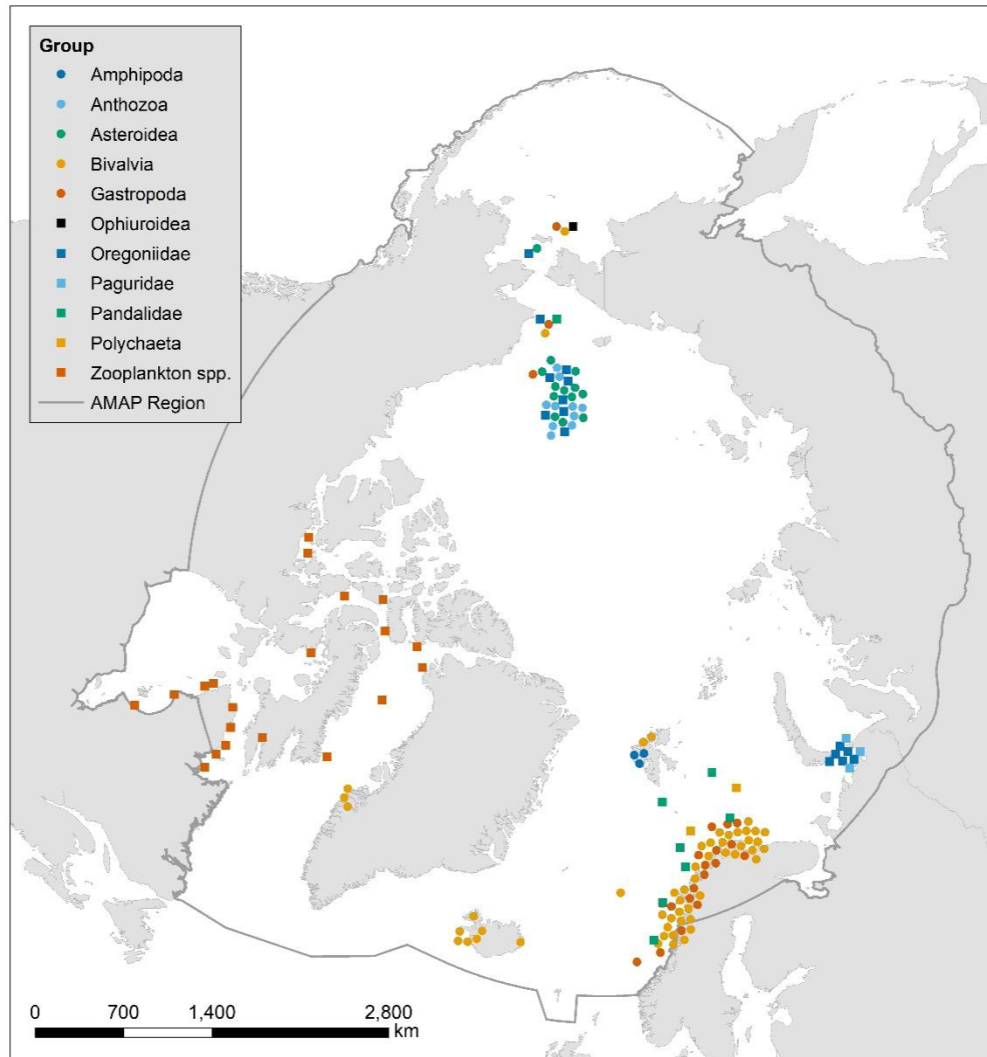 Group
Amphipoda
Anthozoa
Asteroidea
Bivalvia
Gastropoda
Ophiuroidea
Oregoniidae
Paguridae
Pandalidae
Polychaeta
Zooplankton spp.
AMAP Region
0 700 1,400 2,800
km